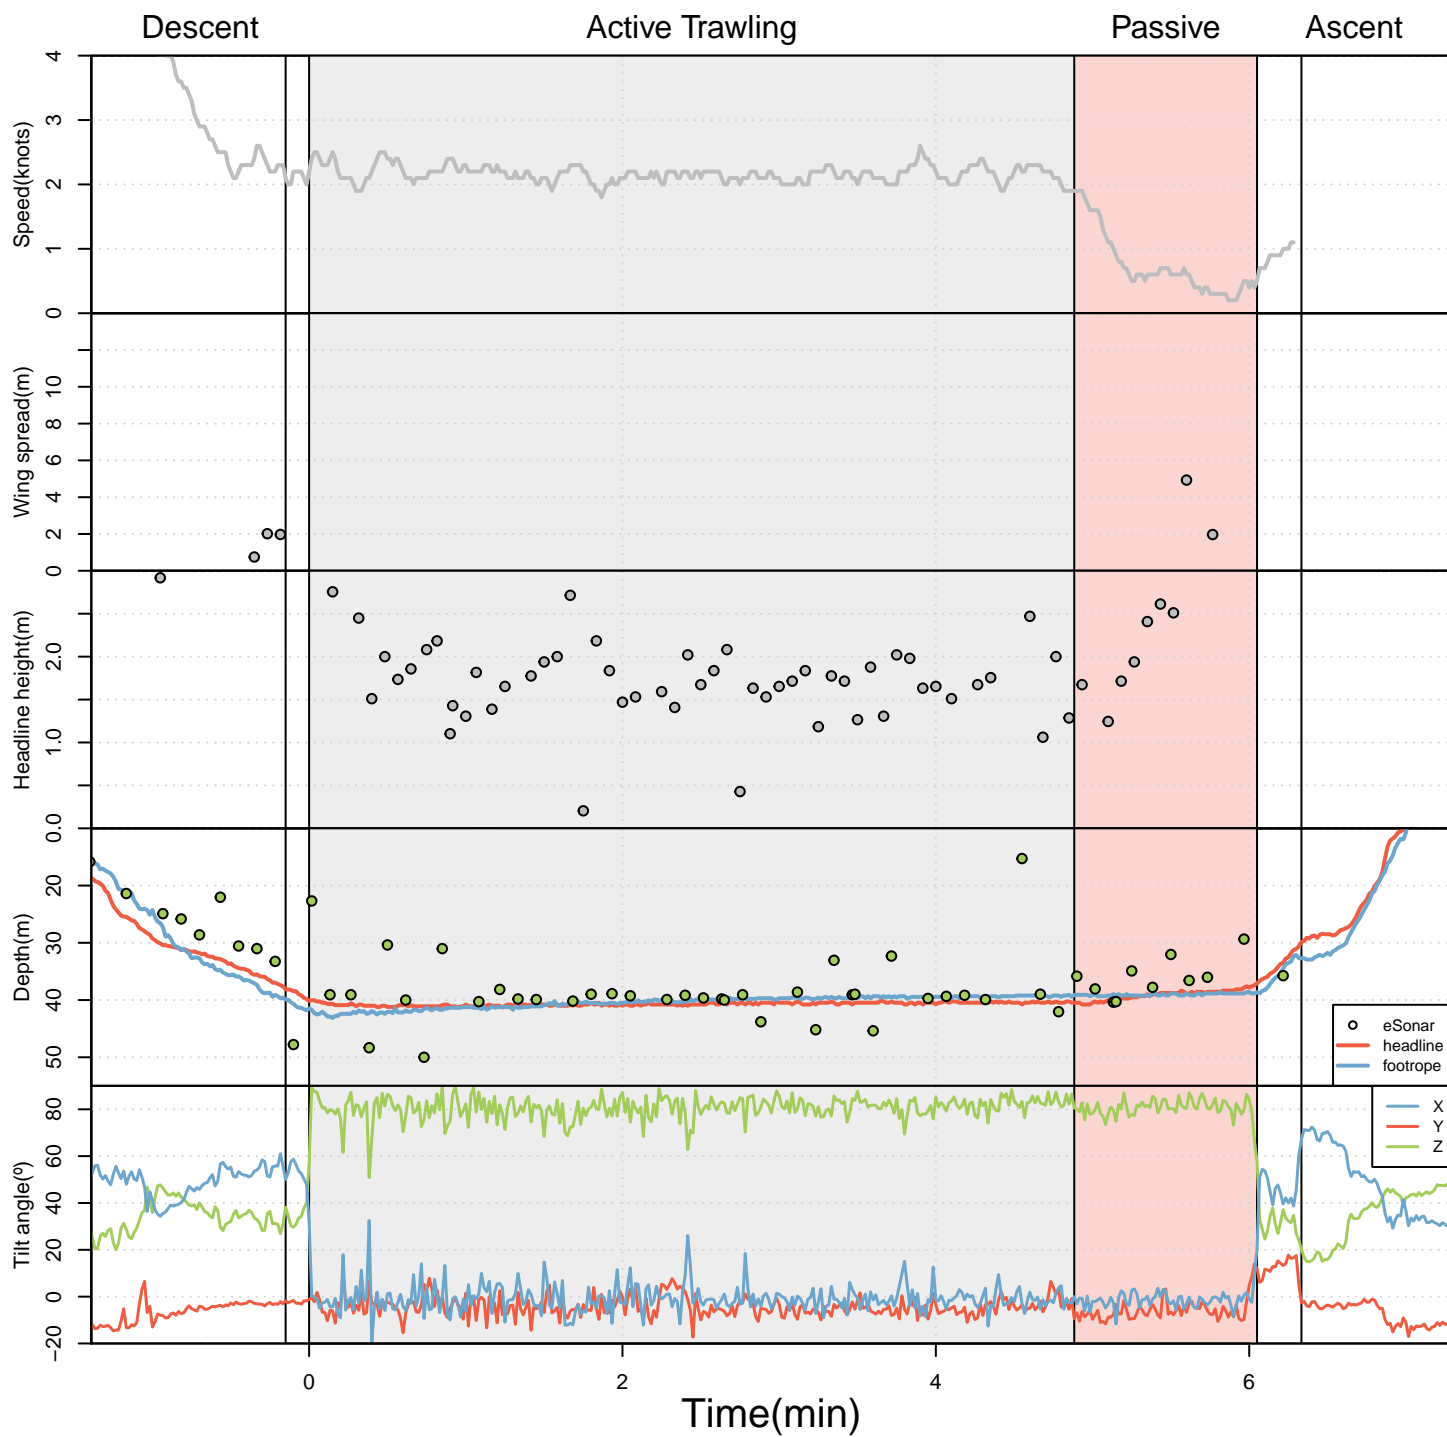 Descent Active Trawling Passive Ascent
Speed(knots)
4
3
2
1
0
Wing spread(m)
10
8
6
4
2
0
Headline height(m)
2.0
1.0
0.0
Depth(m)
20
30
40
50
eSonar
headline
footrope
Tilt angle(º)
80
60
40
20
0
−20
X
Y
Z
0 2 4 6
Time(min)